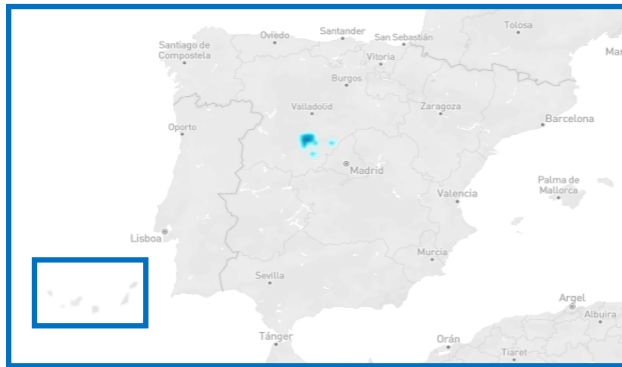 Tolosa
Oviedo
Santander
San Sebastián
Santiago de
Compostela
Mar
Vitoria
Burgos
Valladolid
Zaragoza
Oporto
Barcelona
Madrid
Palma de
Mallorca
Valencia
Lisboa
Murcia
Sevilla
Argel
Albuira
Tánger
Orán
Tiaret